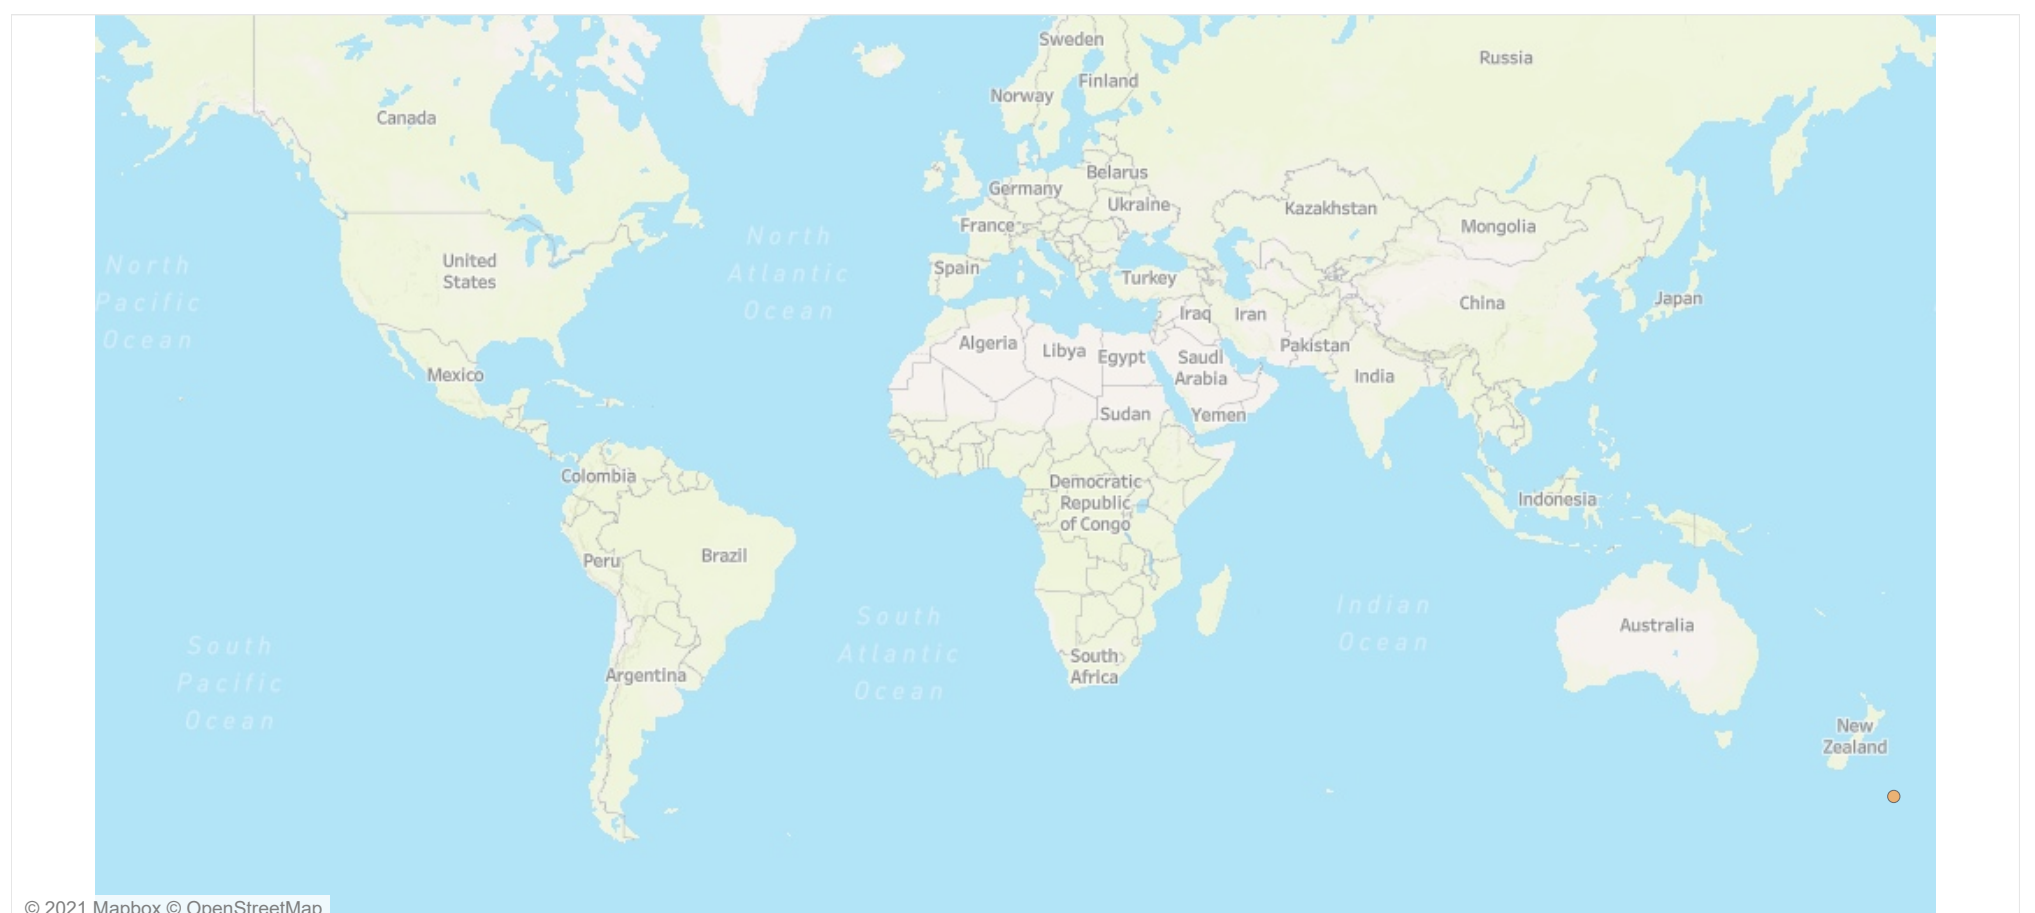 Sweden
Russia
Finland
Norway
Canada
Belarus
Germany
Ukraine
Kazakhstan
France
Mongolia
North
Atlantic
Ocean
North
Pacific
Ocean
United
States
Spain
Turkey
China
Japan
Iraq
Iran
Algeria
Libya
Egypt
Pakistan
Saudi
Arabia
India
Mexico
Sudan
Yemen
Colombia
Democratic
Republic
of Congo
Indonesia
Peru
Brazil
South
Atlantic
Ocean
Indian
Ocean
Australia
South
Pacific
Ocean
Argentina
South
Africa
New
Zealand
© 2021 Mapbox © OpenStreetMap